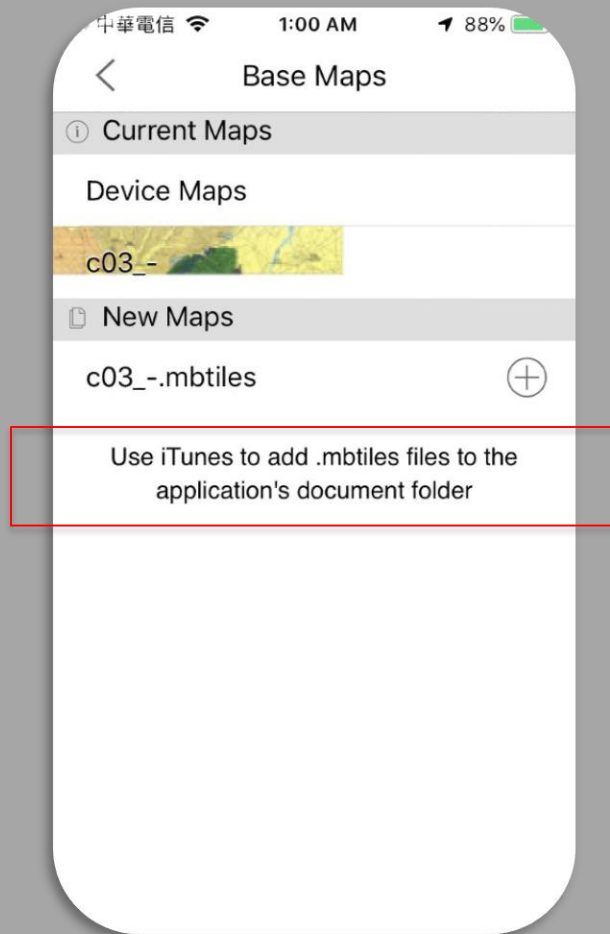 中華電信 1:00 AM 88%
Base Maps
Current Maps
Device Maps
c03_-
New Maps
c03_-.mbtiles
Use iTunes to add .mbtiles files to the
application's document folder